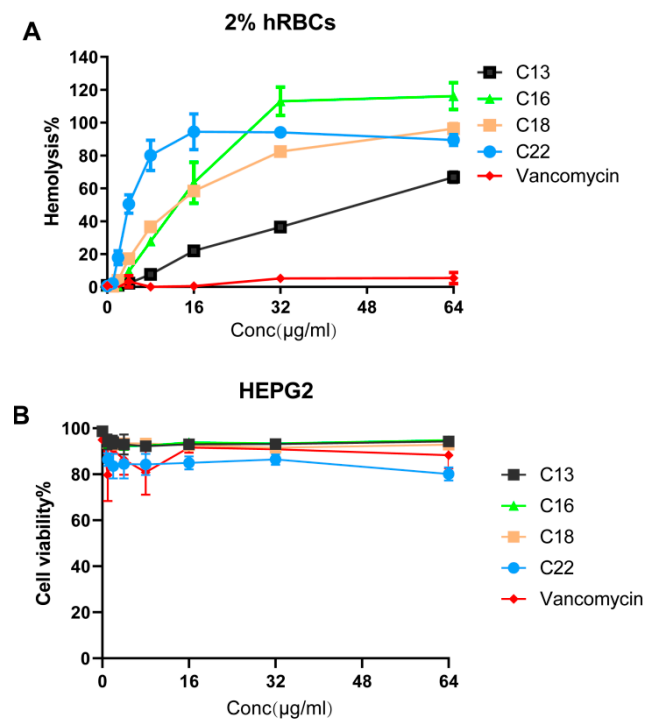 A
2% hRBCs
Hemolysis%
140
120
100
80
60
40
20
0
0 16 32 48 64
Conc(μg/ml)
C13
C16
C18
C22
Vancomycin
B
HEPG2
Cell viability%
100
80
60
40
20
0
0 16 32 48 64
Conc(μg/ml)
C13
C16
C18
C22
Vancomycin